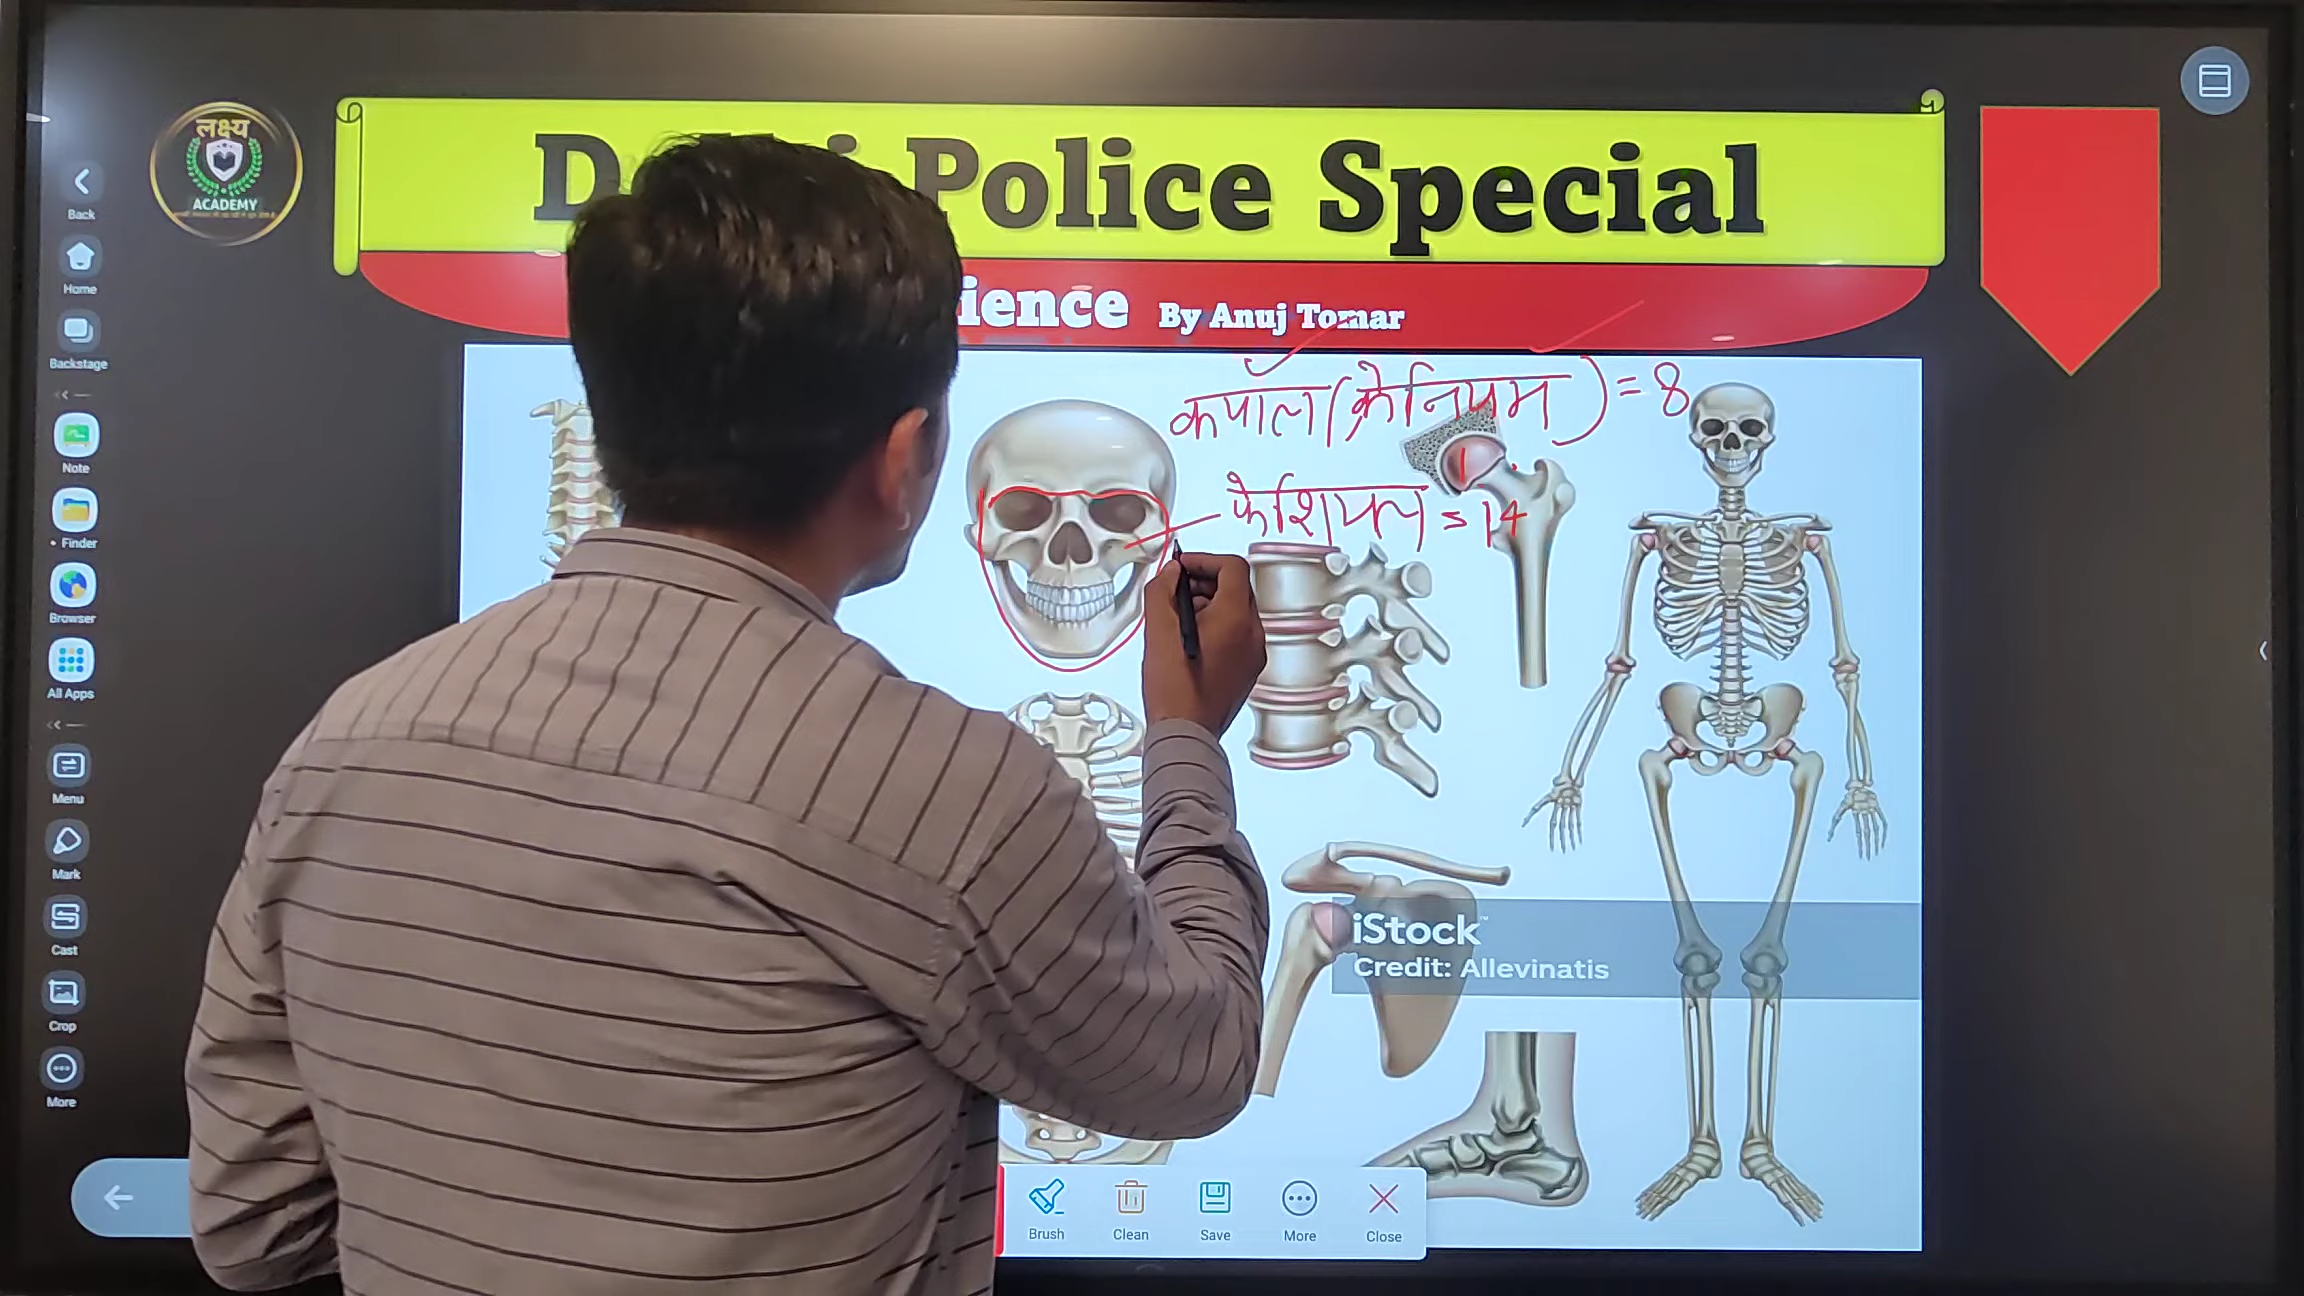 लक्ष्य
ACADEMY
Police Special
ience By Anuj Tomar
Back
Home
Backstage
Note
Finder
Browser
All Apps
Menu
Mark
Cast
Crop
More
कपाल (क्रेनियम) = 8
फेशियल = 14
iStock™
Credit: Allevinatis
Brush
Clean
Save
More
Close